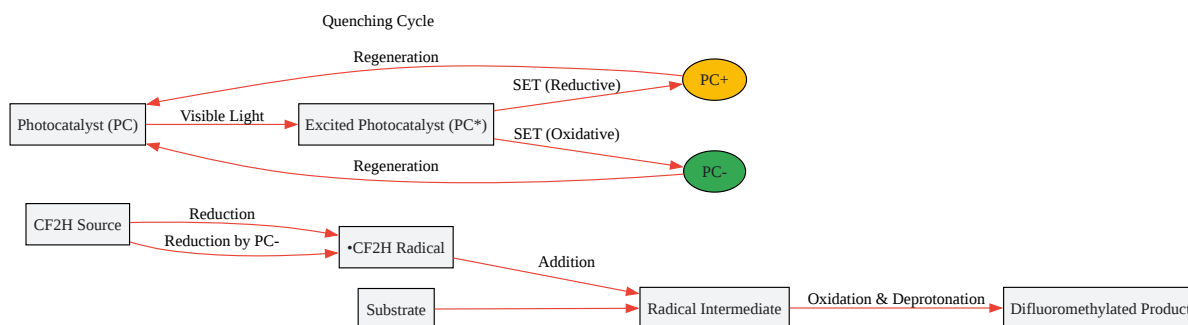 Quenching Cycle
Regeneration
PC+
SET (Reductive)
Photocatalyst (PC)
Visible Light
Excited Photocatalyst (PC*)
SET (Oxidative)
Regeneration
PC-
CF2H Source
Reduction
Reduction by PC-
•CF2H Radical
Addition
Substrate
Radical Intermediate
Oxidation & Deprotonation
Difluoromethylated Product